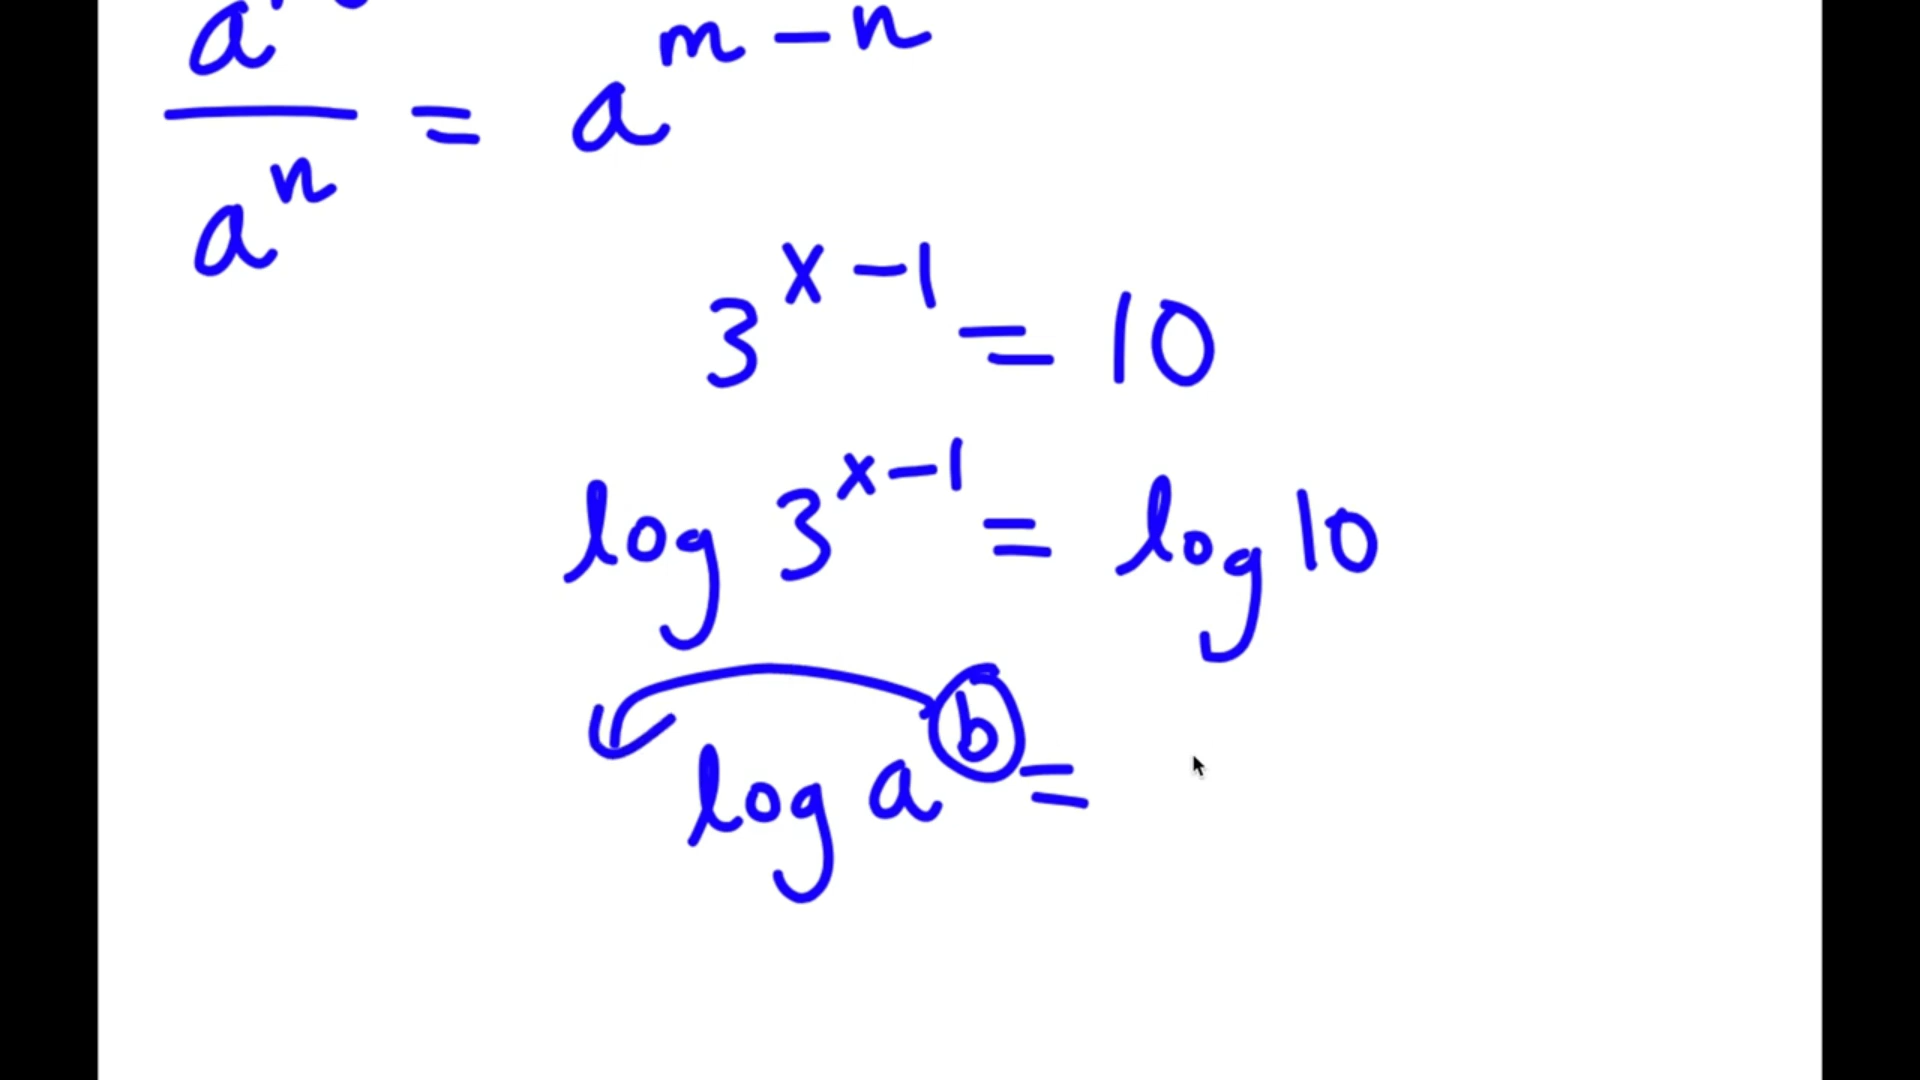 a
― = a^{m-n}
a^n
3^{x-1} = 10
log 3^{x-1} = log 10
log a^b =